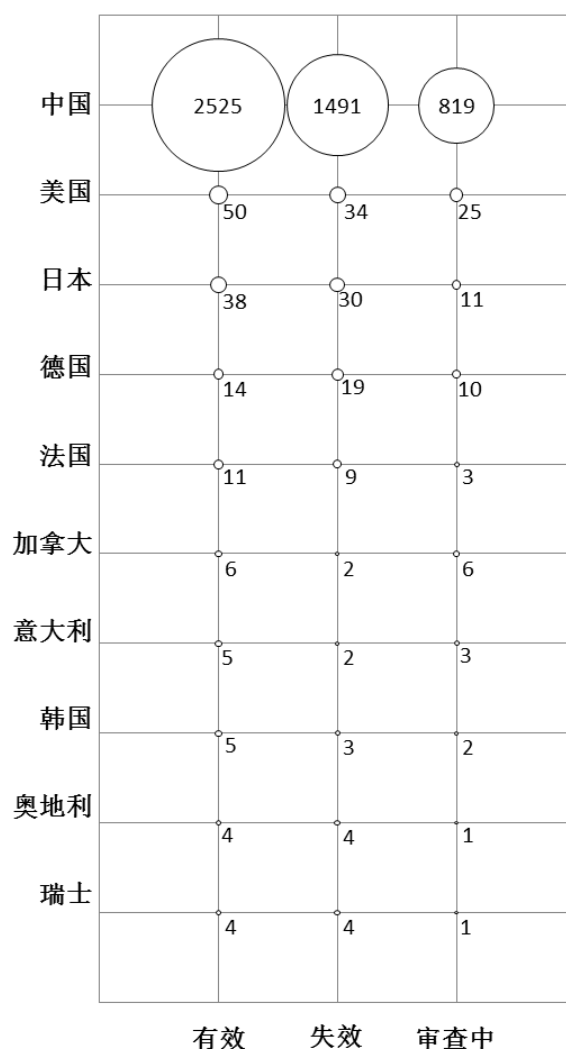 中国 2525 1491 819
美国 50 34 25
日本 38 30 11
德国 14 19 10
法国 11 9 3
加拿大 6 2 6
意大利 5 2 3
韩国 5 3 2
奥地利 4 4 1
瑞士 4 4 1
有效 失效 审查中